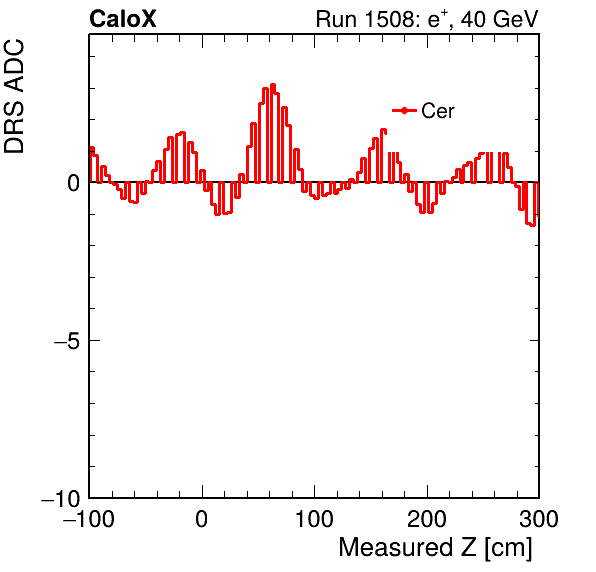 CaloX Run 1508: e⁺, 40 GeV
DRS ADC
Cer
0
−5
−10
−100 0 100 200 300
Measured Z [cm]